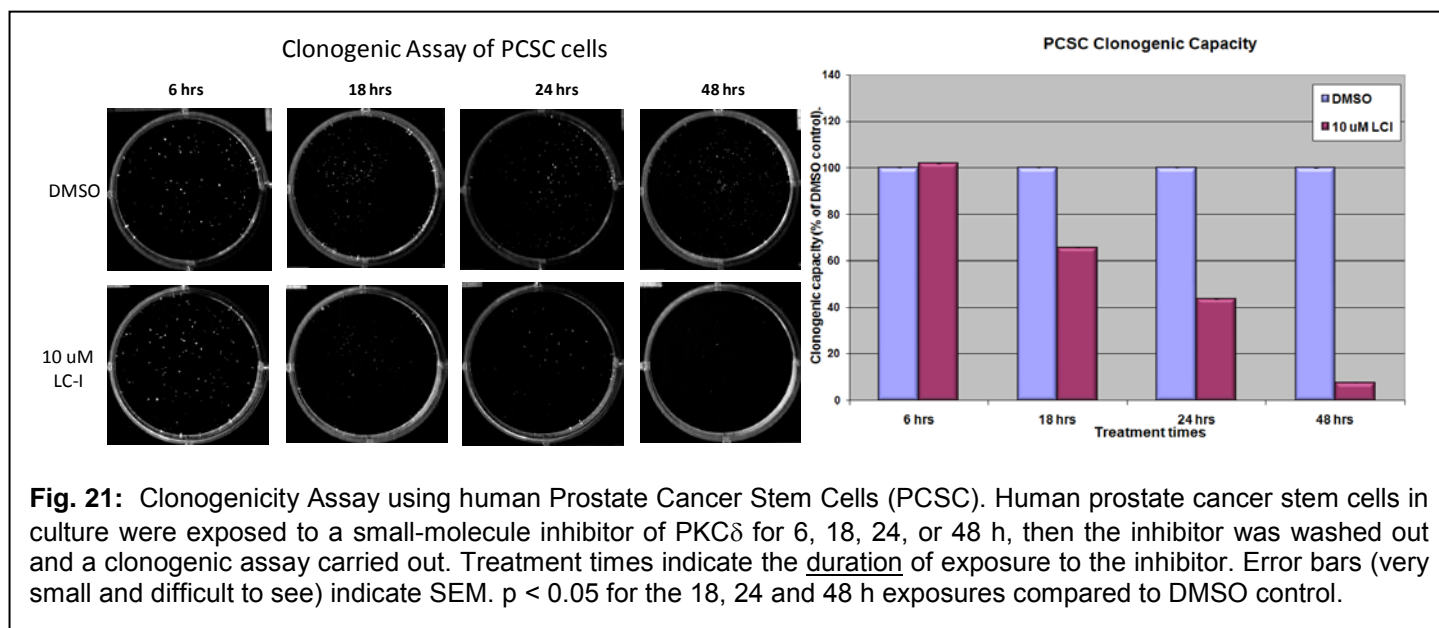 Clonogenic Assay of PCSC cells
6 hrs 18 hrs 24 hrs 48 hrs
DMSO
10 uM
LC-I
PCSC Clonogenic Capacity
Clonogenic capacity (% of DMSO control).
140
120
100
80
60
40
20
0
DMSO
10 uM LCI
6 hrs 18 hrs 24 hrs 48 hrs
Treatment times
Fig. 21: Clonogenicity Assay using human Prostate Cancer Stem Cells (PCSC). Human prostate cancer stem cells in
culture were exposed to a small-molecule inhibitor of PKCδ for 6, 18, 24, or 48 h, then the inhibitor was washed out
and a clonogenic assay carried out. Treatment times indicate the duration of exposure to the inhibitor. Error bars (very
small and difficult to see) indicate SEM. p < 0.05 for the 18, 24 and 48 h exposures compared to DMSO control.